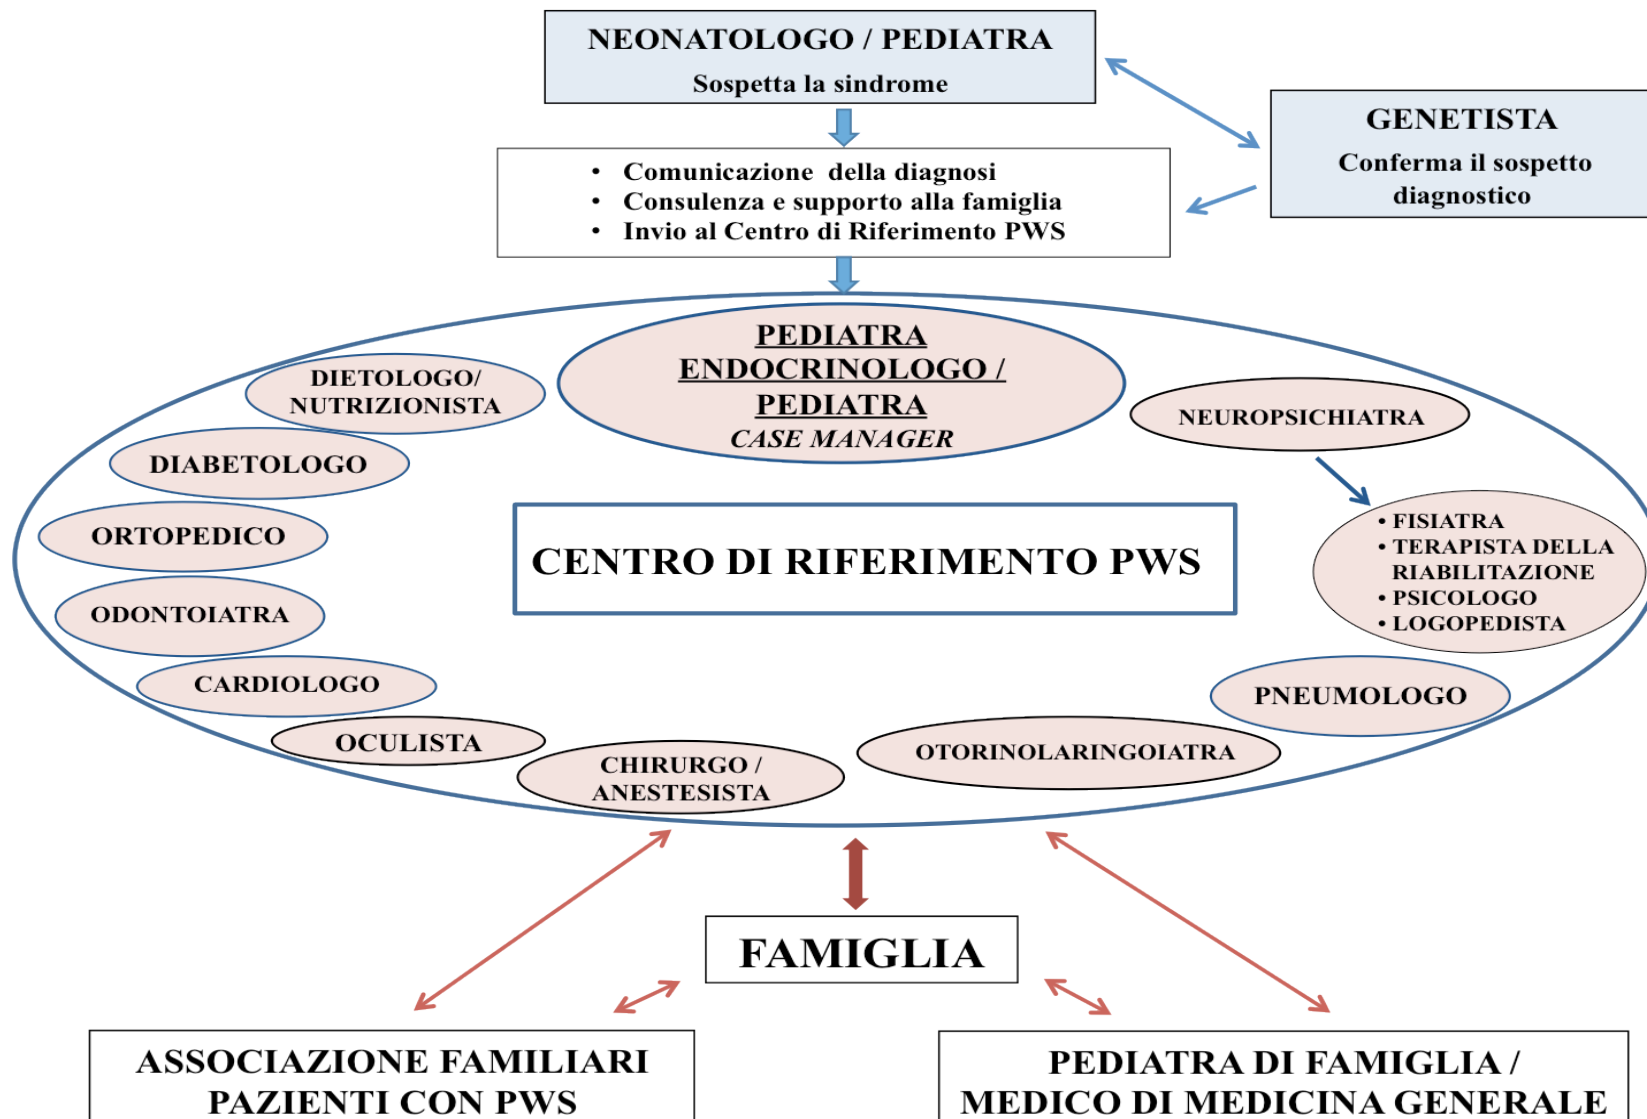 NEONATOLOGO / PEDIATRA
Sospetta la sindrome
GENETISTA
Conferma il sospetto
diagnostico
• Comunicazione della diagnosi
• Consulenza e supporto alla famiglia
• Invio al Centro di Riferimento PWS
PEDIATRA
ENDOCRINOLOGO /
PEDIATRA
CASE MANAGER
DIETOLOGO/
NUTRIZIONISTA
NEUROPSICHIATRA
DIABETOLOGO
ORTOPEDICO
CENTRO DI RIFERIMENTO PWS
• FISIATRA
• TERAPISTA DELLA
RIABILITAZIONE
• PSICOLOGO
• LOGOPEDISTA
ODONTOIATRA
CARDIOLOGO
PNEUMOLOGO
OCULISTA
CHIRURGO /
ANESTESISTA
OTORINOLARINGOIATRA
FAMIGLIA
ASSOCIAZIONE FAMILIARI
PAZIENTI CON PWS
PEDIATRA DI FAMIGLIA /
MEDICO DI MEDICINA GENERALE